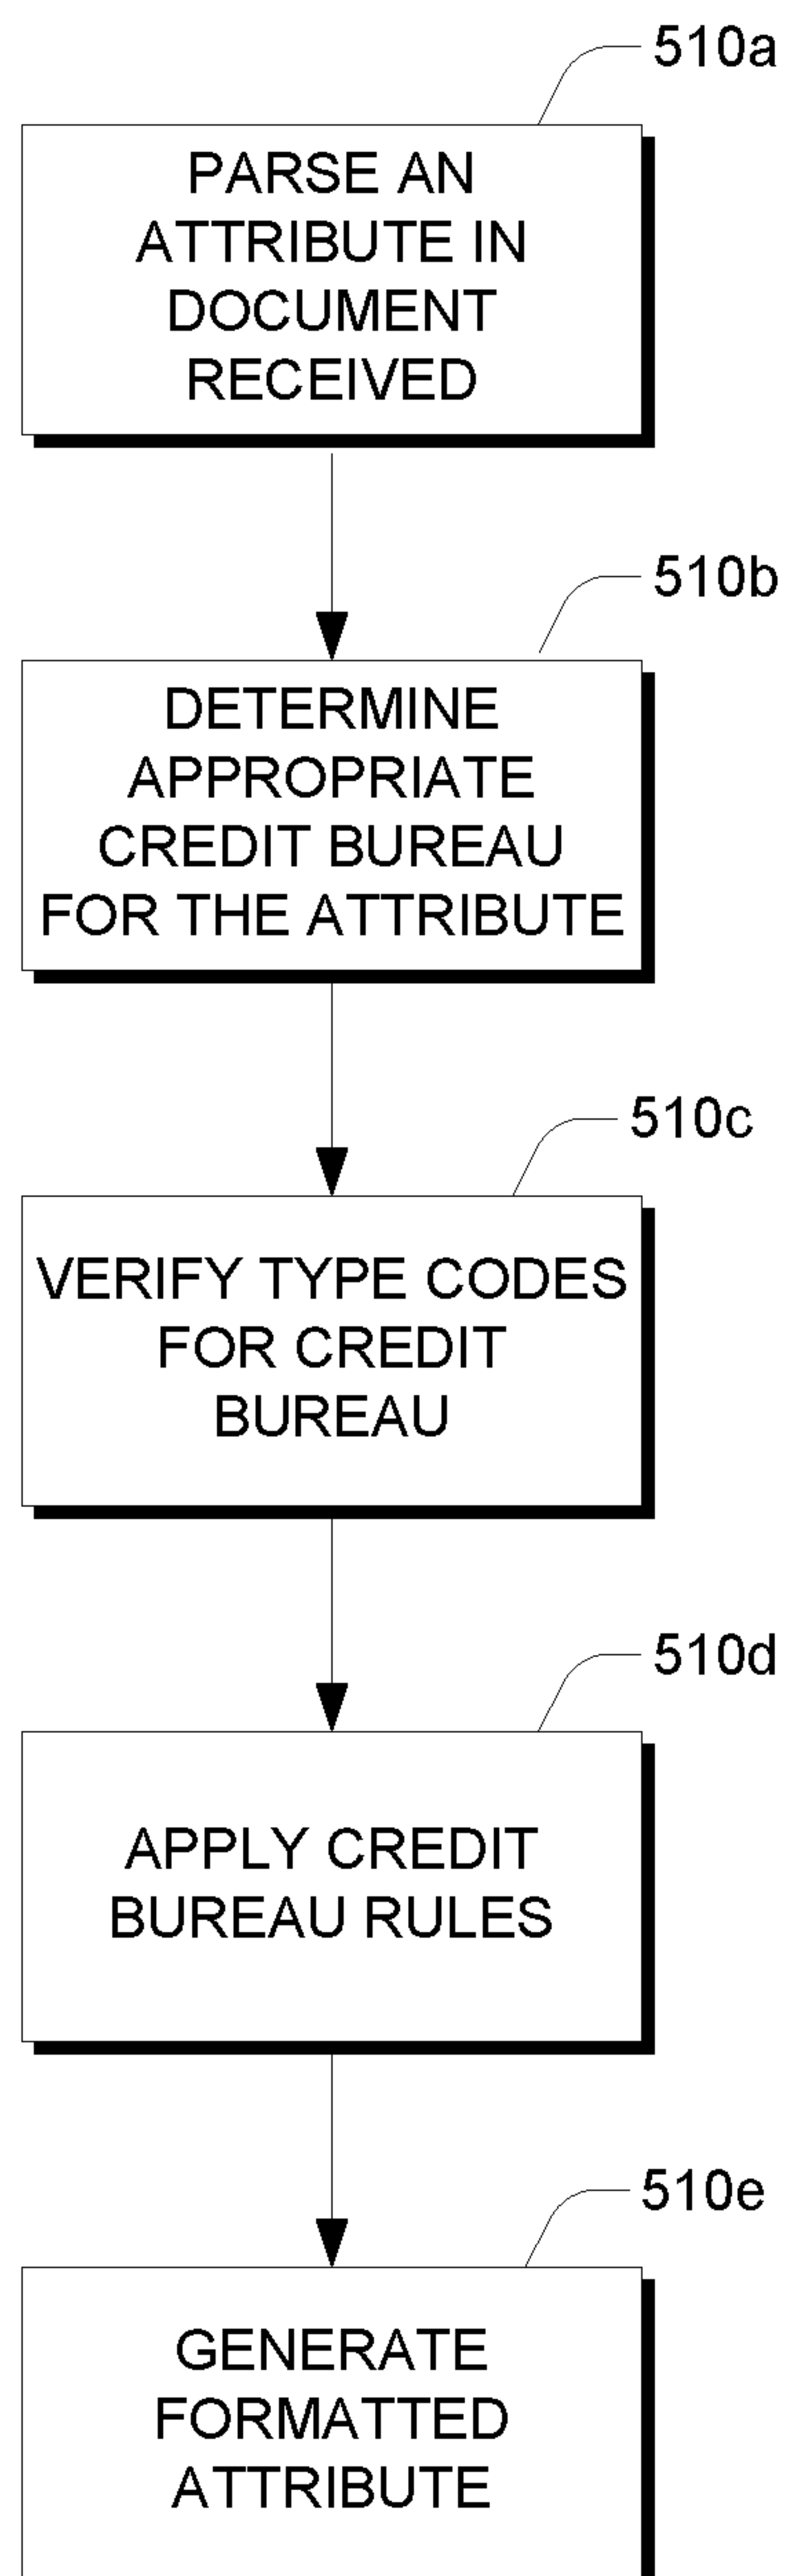 510a
PARSE AN
ATTRIBUTE IN
DOCUMENT
RECEIVED
510b
DETERMINE
APPROPRIATE
CREDIT BUREAU
FOR THE ATTRIBUTE
510c
VERIFY TYPE CODES
FOR CREDIT
BUREAU
510d
APPLY CREDIT
BUREAU RULES
510e
GENERATE
FORMATTED
ATTRIBUTE